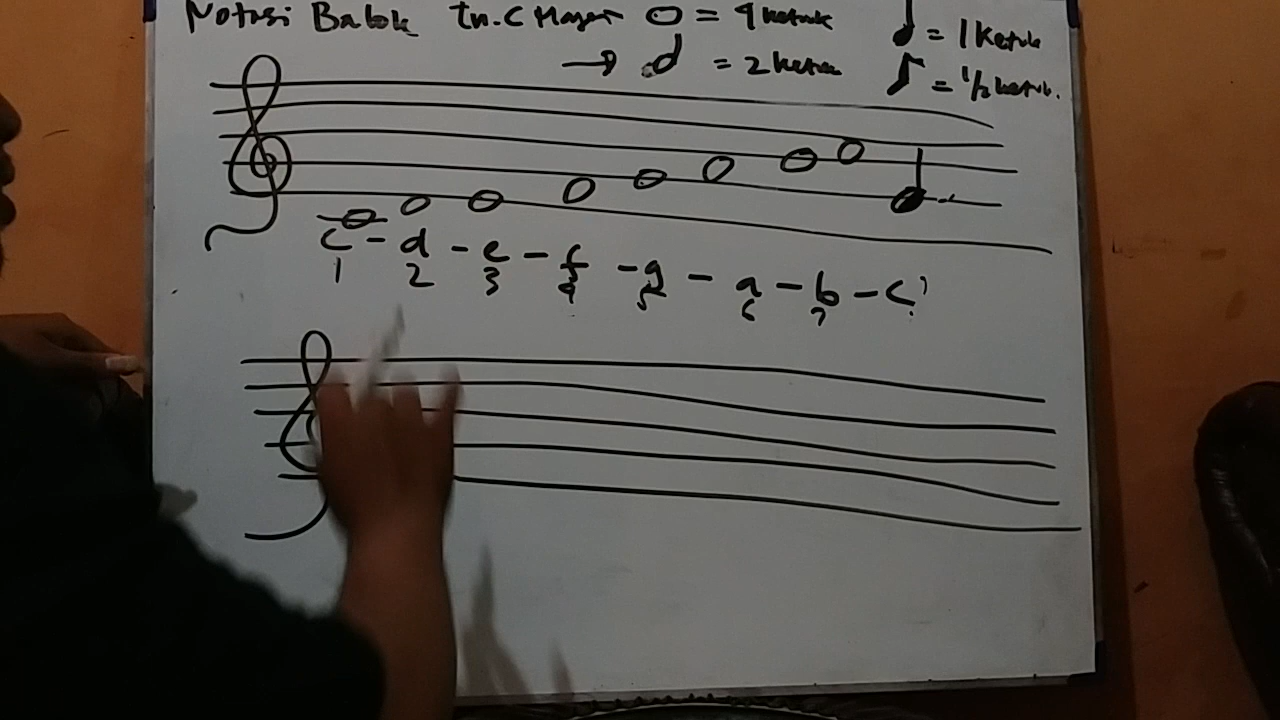 Notasi Balok tn. C Mayor = 4 ketuk = 1 ketuk
→ = 2 ketuk = 1/2 ketuk.
c - d - e - f - g - a - b - c'
1 2 3 4 5 6 7 i